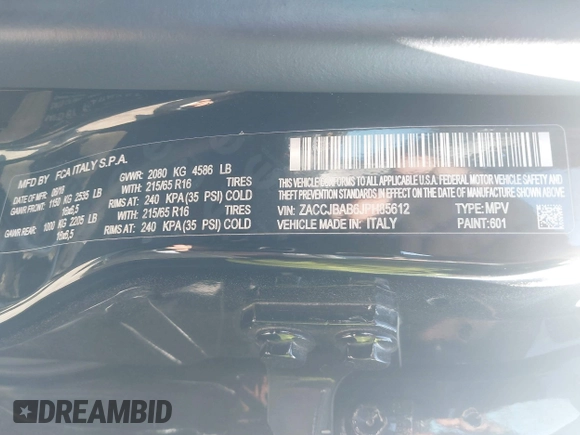 MFD BY FCA ITALY S.P.A.
DATE OF MFR 09/18 GVWR: 2080 KG 4586 LB
GAWR FRONT: 1150 KG 2535 LB WITH: 215/65 R16 TIRES
16x6,5 RIMS AT: 240 KPA (35 PSI) COLD
GAWR REAR: 1000 KG 2205 LB WITH: 215/65 R16 TIRES
16x6,5 RIMS AT: 240 KPA (35 PSI) COLD
THIS VEHICLE CONFORMS TO ALL APPLICABLE U.S.A. FEDERAL MOTOR VEHICLE SAFETY,
BUMPER, AND THEFT PREVENTION STANDARDS IN EFFECT ON THE DATE OF MANUFACTURE SHOWN ABOVE.
VIN: ZACCJBAB6JPH85612 TYPE: MPV
VEHICLE MADE IN: ITALY PAINT: 601
DREAMBID